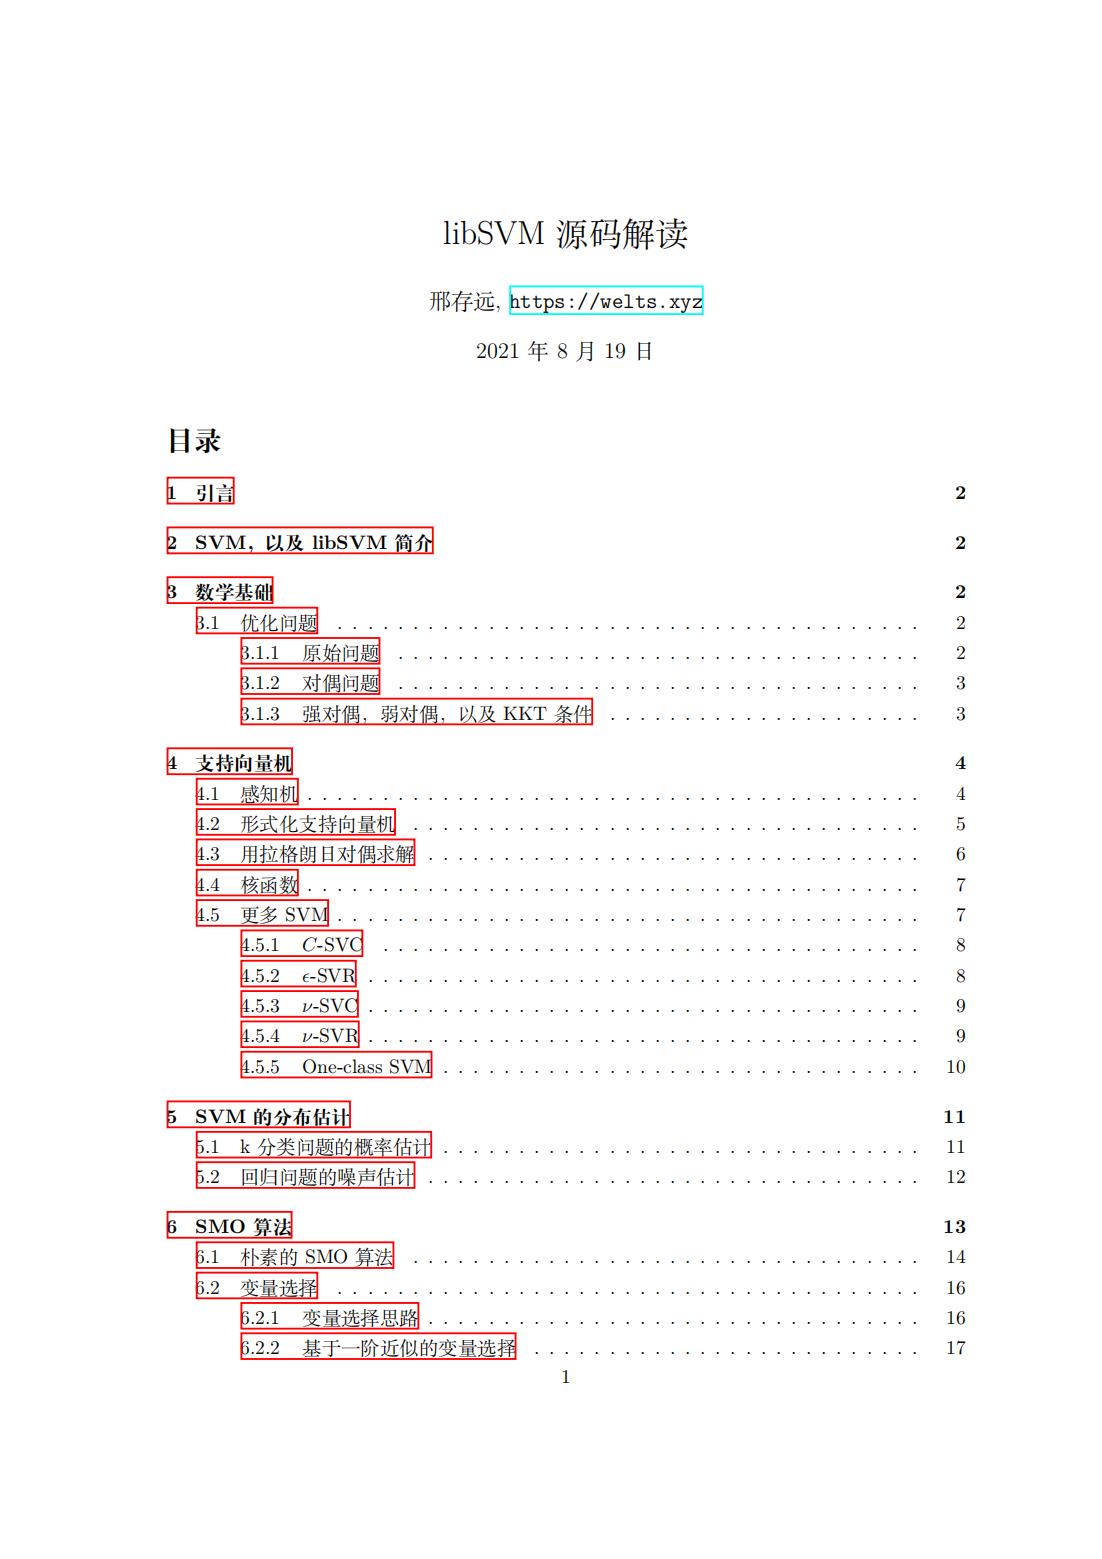 libSVM 源码解读
邢存远, https://welts.xyz
2021 年 8 月 19 日
目录
1 引言 2
2 SVM，以及 libSVM 简介 2
3 数学基础 2
3.1 优化问题 . . . . . . . . . . . . . . . . . . . . . . . . . . . . . . . . . . . . . . . 2
3.1.1 原始问题 . . . . . . . . . . . . . . . . . . . . . . . . . . . . . . . . . . . 2
3.1.2 对偶问题 . . . . . . . . . . . . . . . . . . . . . . . . . . . . . . . . . . . 3
3.1.3 强对偶，弱对偶，以及 KKT 条件 . . . . . . . . . . . . . . . . . . . . . 3
4 支持向量机 4
4.1 感知机 . . . . . . . . . . . . . . . . . . . . . . . . . . . . . . . . . . . . . . . . . 4
4.2 形式化支持向量机 . . . . . . . . . . . . . . . . . . . . . . . . . . . . . . . . . . 5
4.3 用拉格朗日对偶求解 . . . . . . . . . . . . . . . . . . . . . . . . . . . . . . . . . 6
4.4 核函数 . . . . . . . . . . . . . . . . . . . . . . . . . . . . . . . . . . . . . . . . . 7
4.5 更多 SVM . . . . . . . . . . . . . . . . . . . . . . . . . . . . . . . . . . . . . . . 7
4.5.1 C-SVC . . . . . . . . . . . . . . . . . . . . . . . . . . . . . . . . . . . . 8
4.5.2 ϵ-SVR . . . . . . . . . . . . . . . . . . . . . . . . . . . . . . . . . . . . . 8
4.5.3 ν-SVC . . . . . . . . . . . . . . . . . . . . . . . . . . . . . . . . . . . . . 9
4.5.4 ν-SVR . . . . . . . . . . . . . . . . . . . . . . . . . . . . . . . . . . . . . 9
4.5.5 One-class SVM . . . . . . . . . . . . . . . . . . . . . . . . . . . . . . . . 10
5 SVM 的分布估计 11
5.1 k 分类问题的概率估计 . . . . . . . . . . . . . . . . . . . . . . . . . . . . . . . . 11
5.2 回归问题的噪声估计 . . . . . . . . . . . . . . . . . . . . . . . . . . . . . . . . . 12
6 SMO 算法 13
6.1 朴素的 SMO 算法 . . . . . . . . . . . . . . . . . . . . . . . . . . . . . . . . . . 14
6.2 变量选择 . . . . . . . . . . . . . . . . . . . . . . . . . . . . . . . . . . . . . . . 16
6.2.1 变量选择思路 . . . . . . . . . . . . . . . . . . . . . . . . . . . . . . . . . 16
6.2.2 基于一阶近似的变量选择 . . . . . . . . . . . . . . . . . . . . . . . . . . 17
1